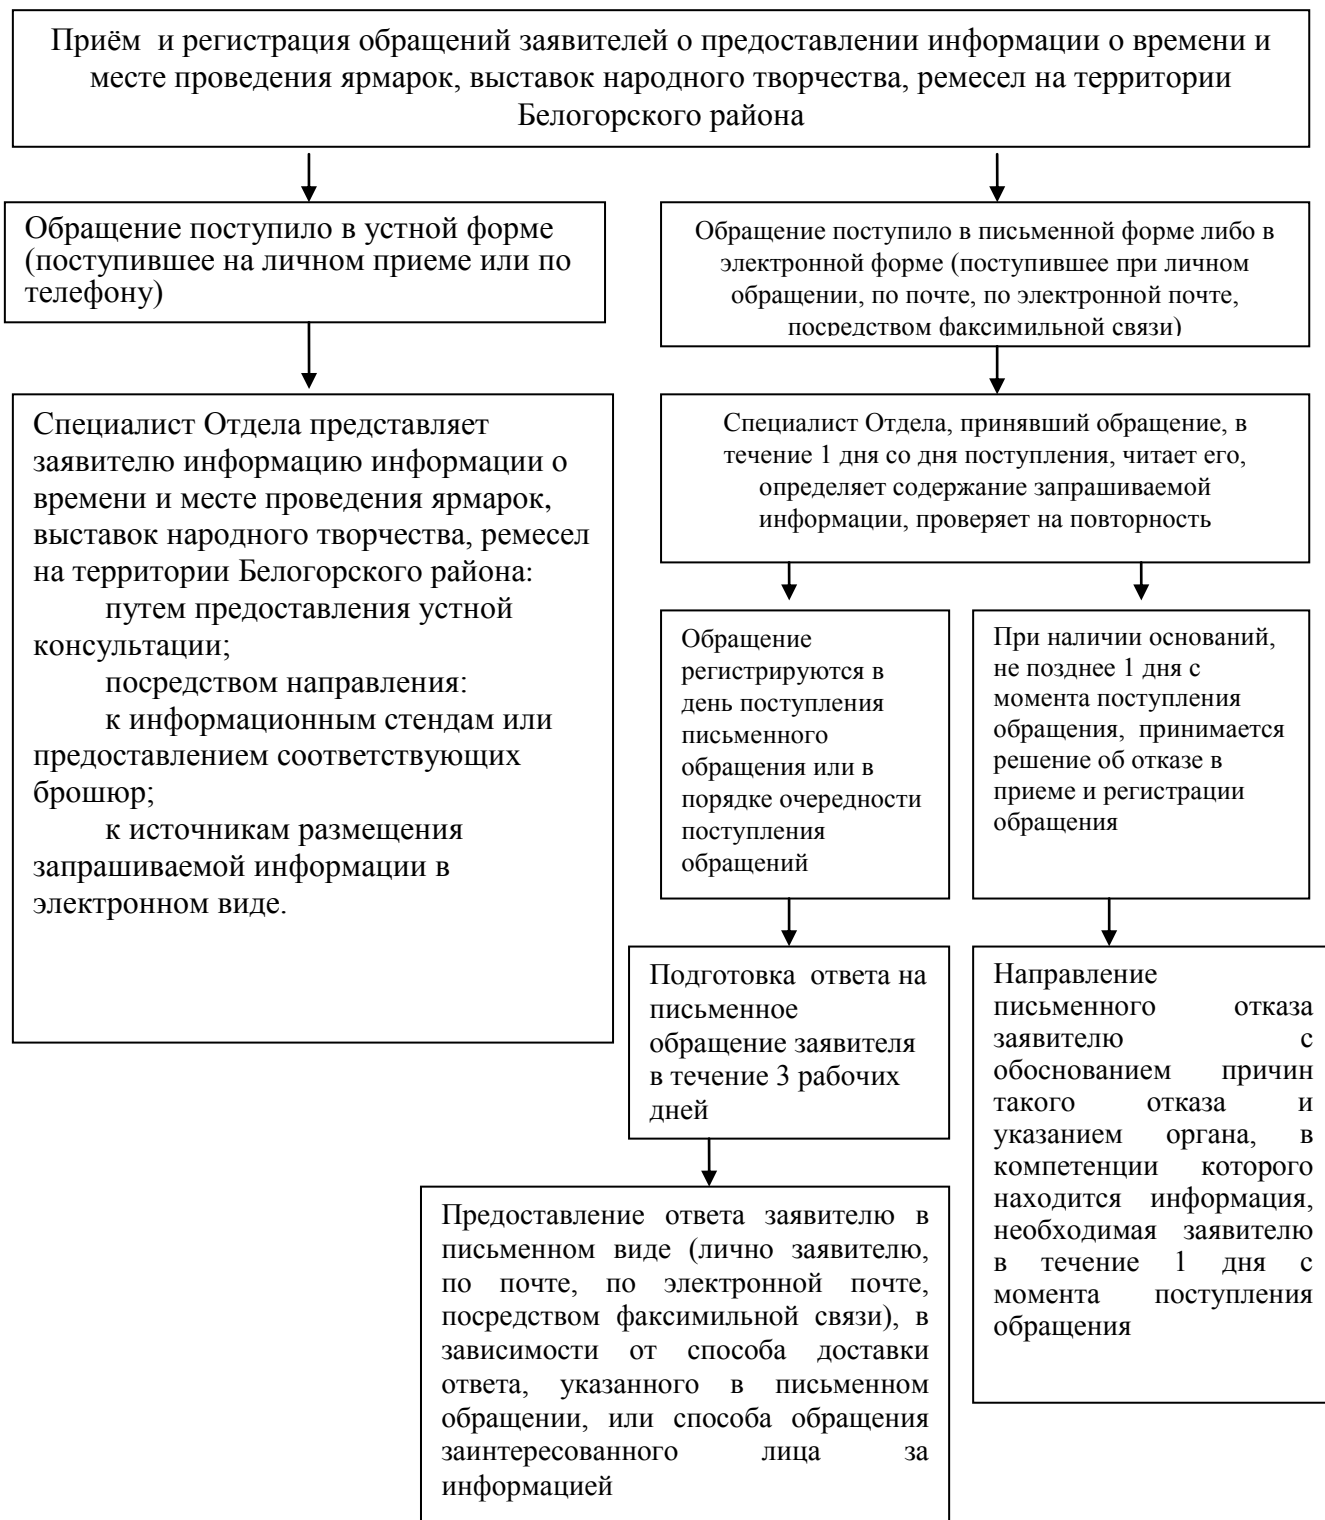 Приём  и регистрация обращений заявителей о предоставлении информации о времени и
месте проведения ярмарок, выставок народного творчества, ремесел на территории
Белогорского района
Обращение поступило в устной форме
(поступившее на личном приеме или по
телефону)
Обращение поступило в письменной форме либо в
электронной форме (поступившее при личном
обращении, по почте, по электронной почте,
посредством факсимильной связи)
Специалист Отдела представляет
заявителю информацию информации о
времени и месте проведения ярмарок,
выставок народного творчества, ремесел
на территории Белогорского района:
путем предоставления устной
консультации;
посредством направления:
к информационным стендам или
предоставлением соответствующих
брошюр;
к источникам размещения
запрашиваемой информации в
электронном виде.
Специалист Отдела, принявший обращение, в
течение 1 дня со дня поступления, читает его,
определяет содержание запрашиваемой
информации, проверяет на повторность
Обращение
регистрируются в
день поступления
письменного
обращения или в
порядке очередности
поступления
обращений
При наличии оснований,
не позднее 1 дня с
момента поступления
обращения,  принимается
решение об отказе в
приеме и регистрации
обращения
Подготовка  ответа на
письменное
обращение заявителя
в течение 3 рабочих
дней
Направление
письменного отказа
заявителю с
обоснованием причин
такого отказа и
указанием органа, в
компетенции которого
находится информация,
необходимая заявителю
в течение 1 дня с
момента поступления
обращения
Предоставление ответа заявителю в
письменном виде (лично заявителю,
по почте, по электронной почте,
посредством факсимильной связи), в
зависимости от способа доставки
ответа, указанного в письменном
обращении, или способа обращения
заинтересованного лица за
информацией